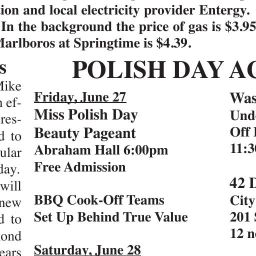 tion and local electricity provider Entergy.
In the background the price of gas is $3.95
Marlboros at Springtime is $4.39.
POLISH DAY AC
Friday, June 27
Miss Polish Day
Beauty Pageant
Abraham Hall 6:00pm
Free Admission
BBQ Cook-Off Teams
Set Up Behind True Value
Saturday, June 28
Was
Und
Off
11:30
42 D
City
201 S
12 n
s
Mike
n ef-
res-
d to
ular
day.
will
new
d to
ond
ears